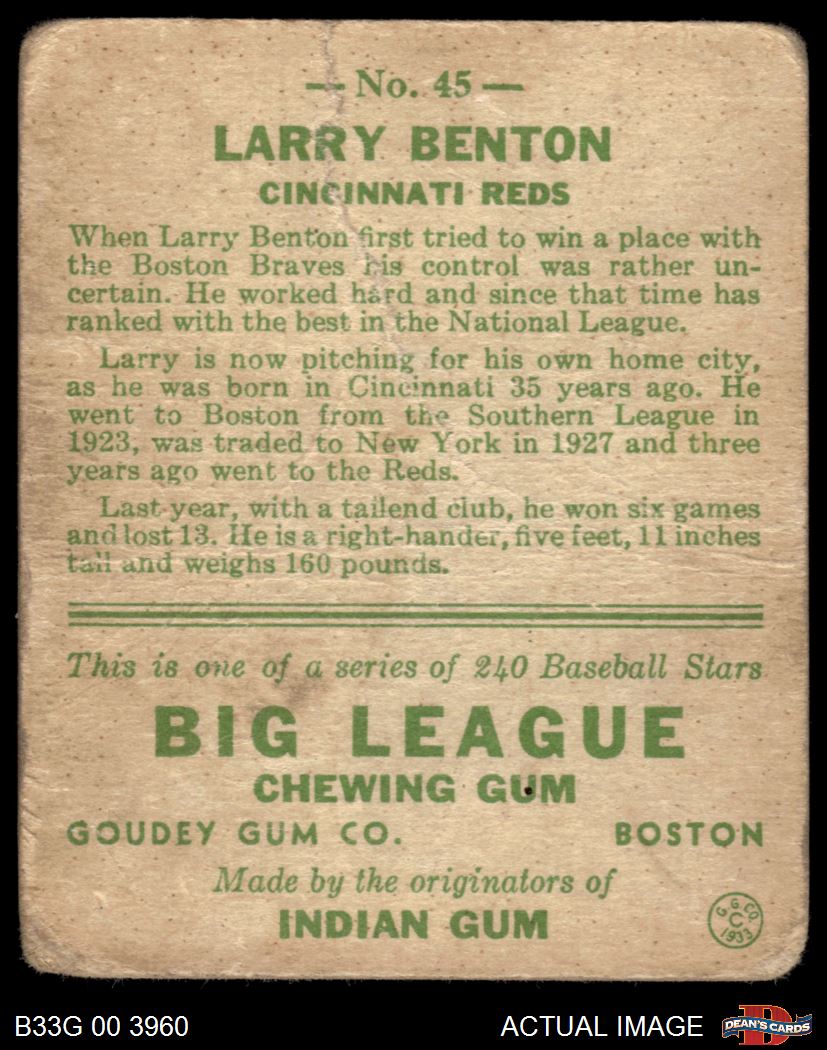 — No. 45 —
LARRY BENTON
CINCINNATI REDS
When Larry Benton first tried to win a place with
the Boston Braves his control was rather un-
certain. He worked hard and since that time has
ranked with the best in the National League.
Larry is now pitching for his own home city,
as he was born in Cincinnati 35 years ago. He
went to Boston from the Southern League in
1923, was traded to New York in 1927 and three
years ago went to the Reds.
Last year, with a tailend club, he won six games
and lost 13. He is a right-hander, five feet, 11 inches
tall and weighs 160 pounds.
This is one of a series of 240 Baseball Stars
BIG LEAGUE
CHEWING GUM
GOUDEY GUM CO. BOSTON
Made by the originators of
INDIAN GUM
G. G. CO.
C
1933
B33G 00 3960 ACTUAL IMAGE
D
DEAN'S CARDS